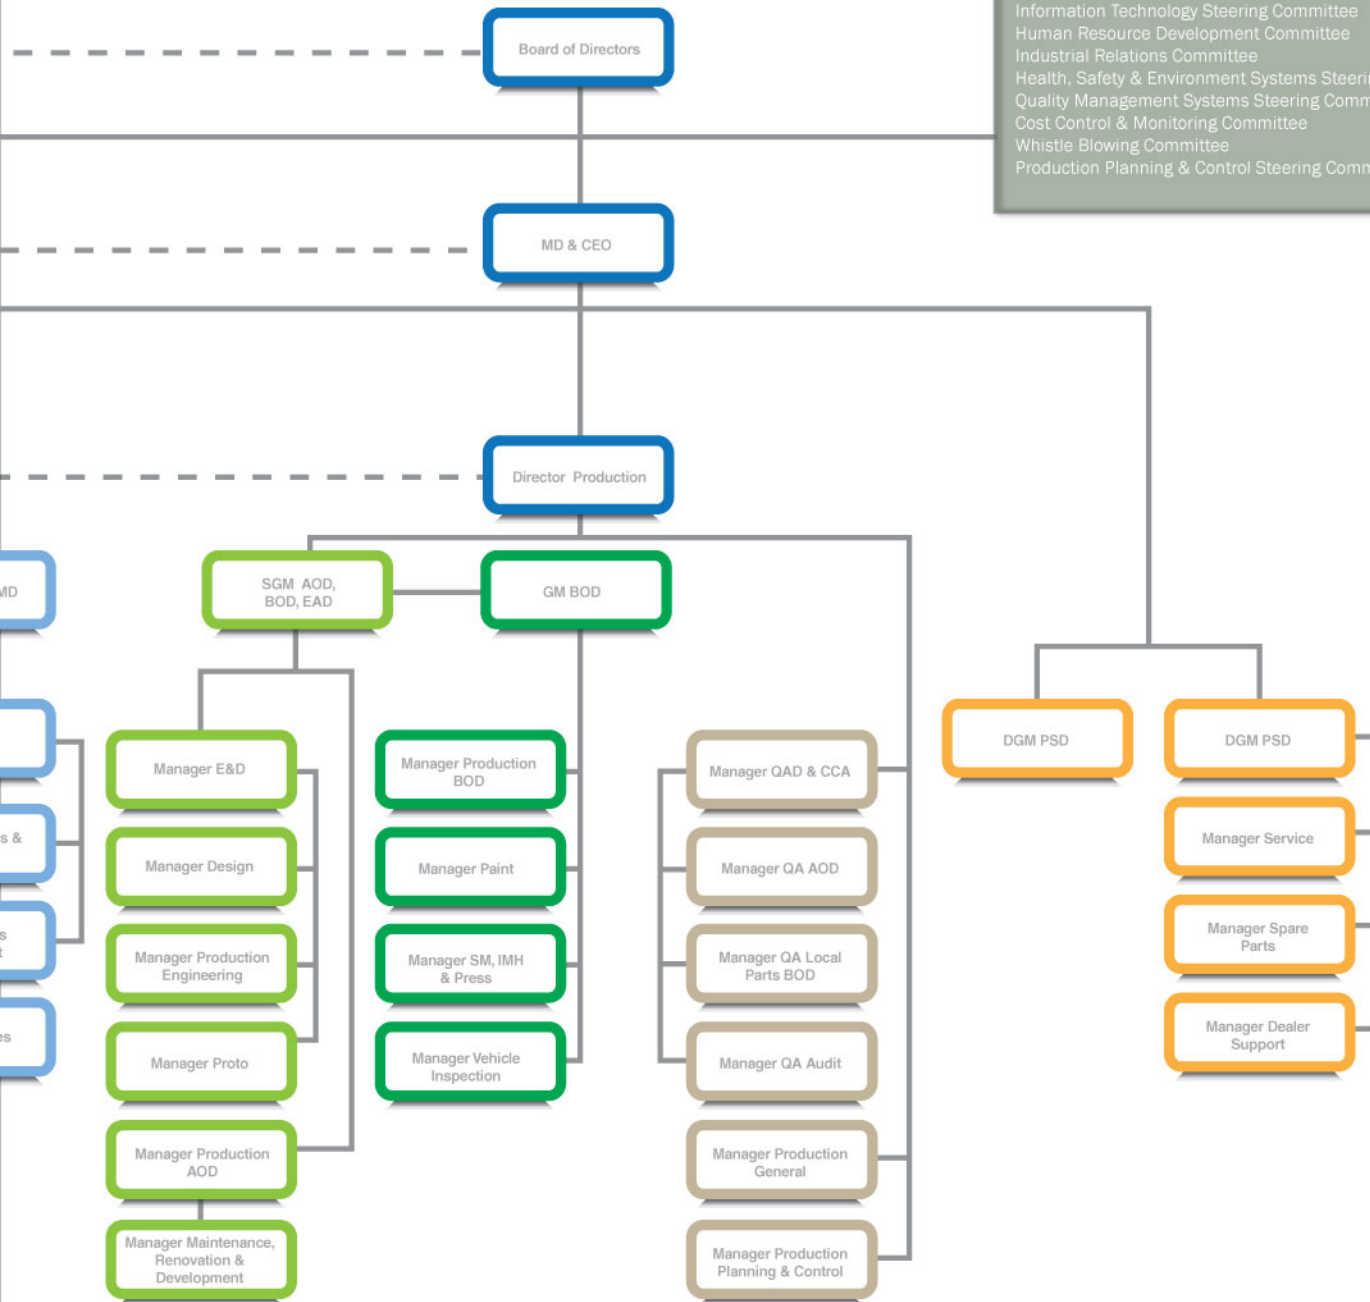 Information Technology Steering Committee
Human Resource Development Committee
Industrial Relations Committee
Health, Safety & Environment Systems
Quality Management Systems Steering
Cost Control & Monitoring Committee
Whistle Blowing Committee
Production Planning & Control Steering
Board of Directors
MD & CEO
Director Production
MD
SGM AOD,
BOD, EAD
GM BOD
s &
s
t
es
Manager E&D
Manager Design
Manager Production
Engineering
Manager Proto
Manager Production
AOD
Manager Maintenance,
Renovation &
Development
Manager Production
BOD
Manager Paint
Manager SM, IMH
& Press
Manager Vehicle
Inspection
Manager QAD & CCA
Manager QA AOD
Manager QA Local
Parts BOD
Manager QA Audit
Manager Production
General
Manager Production
Planning & Control
DGM PSD
DGM PSD
Manager Service
Manager Spare
Parts
Manager Dealer
Support